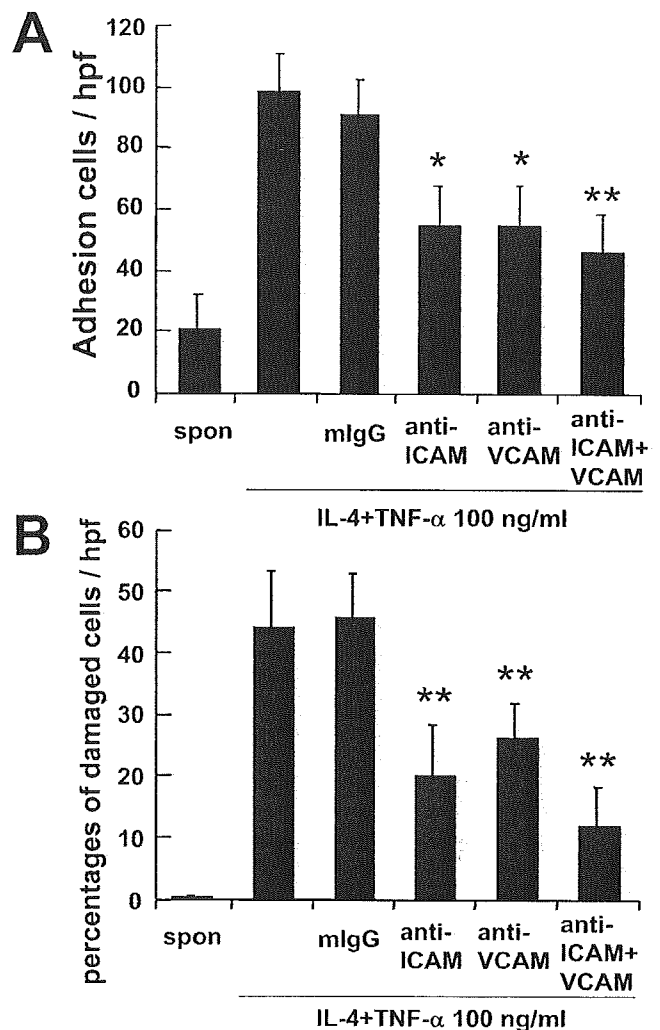 A
Adhesion cells / hpf
120
100
80
60
40
20
0
*
*
**
spon
mIgG
anti-
ICAM
anti-
VCAM
anti-
ICAM+
VCAM
IL-4+TNF-α 100 ng/ml
B
percentages of damaged cells / hpf
60
50
40
30
20
10
0
**
**
**
spon
mIgG
anti-
ICAM
anti-
VCAM
anti-
ICAM+
VCAM
IL-4+TNF-α 100 ng/ml